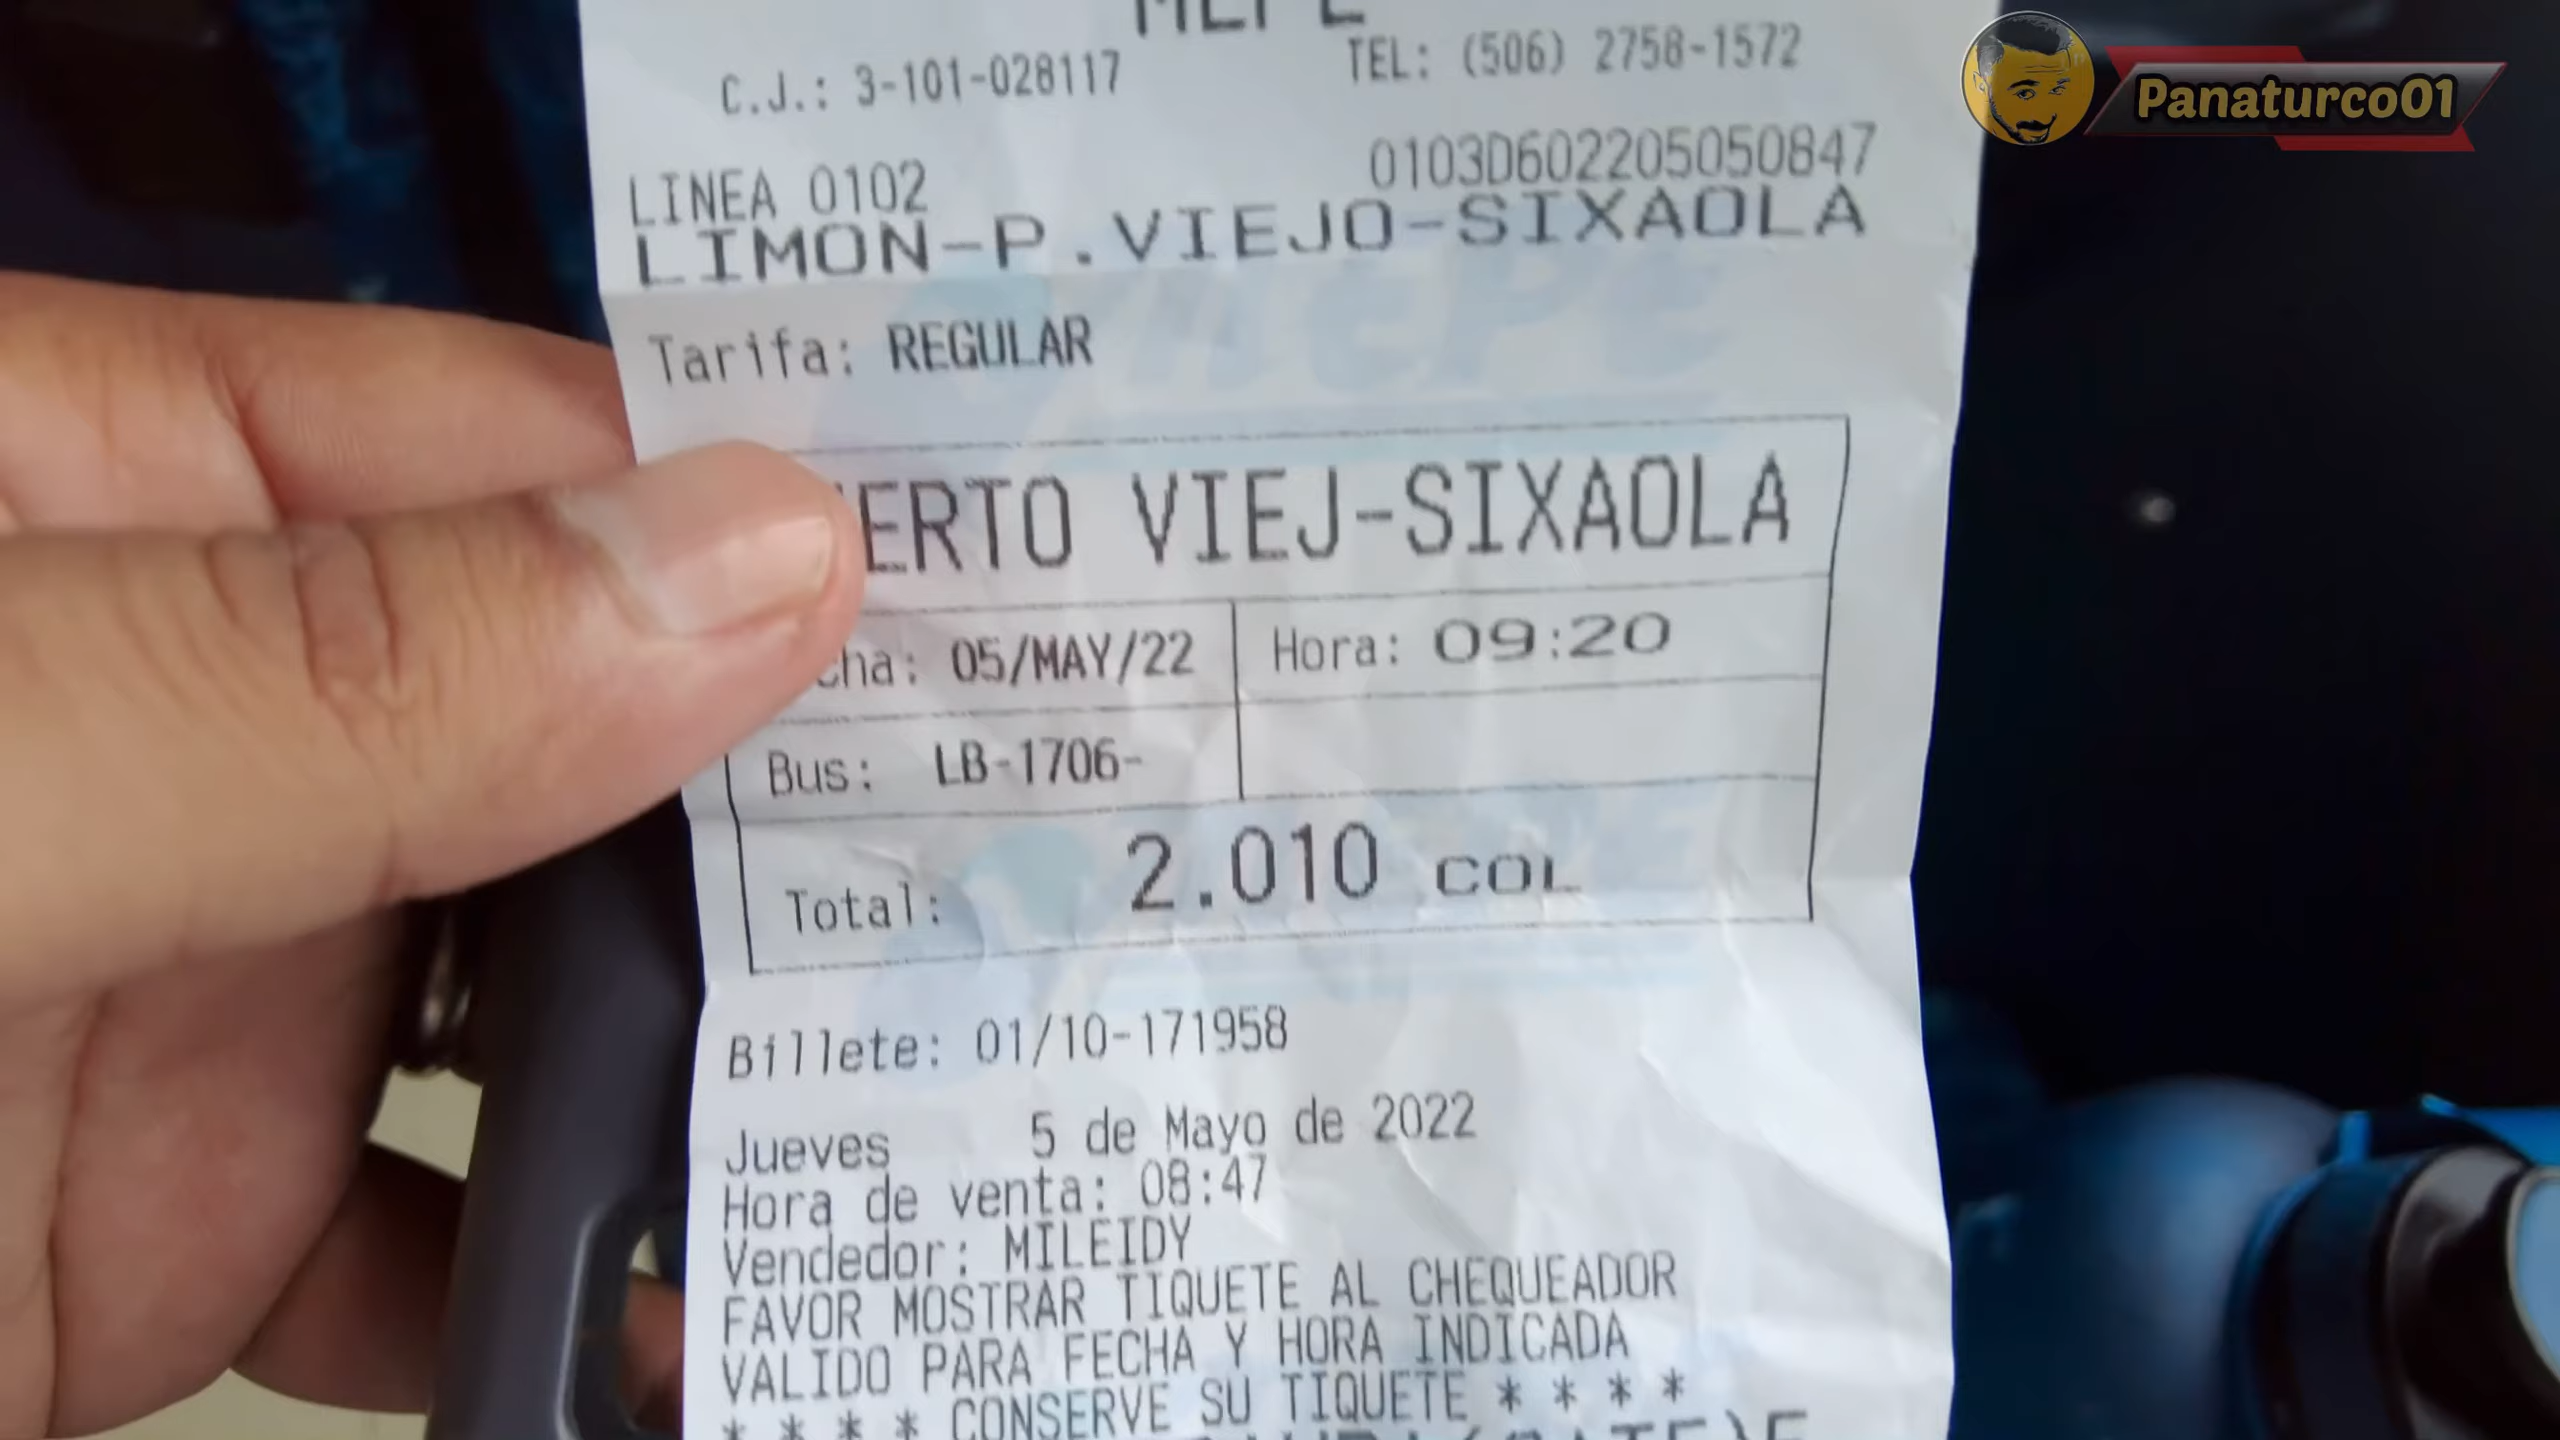 MEPE
C.J.: 3-101-028117 TEL: (506) 2758-1572
Panaturco01
LINEA 0102 0103D602205050847
LIMON-P.VIEJO-SIXAOLA
Tarifa: REGULAR
ERTO VIEJ-SIXAOLA
cha: 05/MAY/22 Hora: 09:20
Bus: LB-1706-
Total: 2.010 COL
Billete: 01/10-171958
Jueves 5 de Mayo de 2022
Hora de venta: 08:47
Vendedor: MILEIDY
FAVOR MOSTRAR TIQUETE AL CHEQUEADOR
VALIDO PARA FECHA Y HORA INDICADA
* * * * CONSERVE SU TIQUETE * * * *